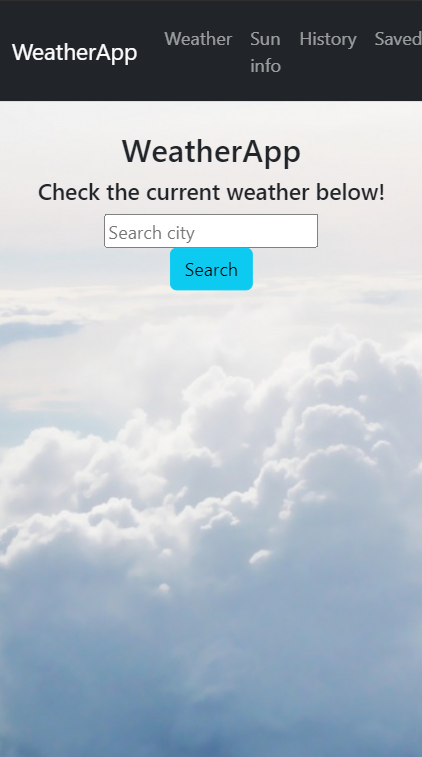 WeatherApp
Weather
Sun
info
History
Saved
WeatherApp
Check the current weather below!
Search city
Search